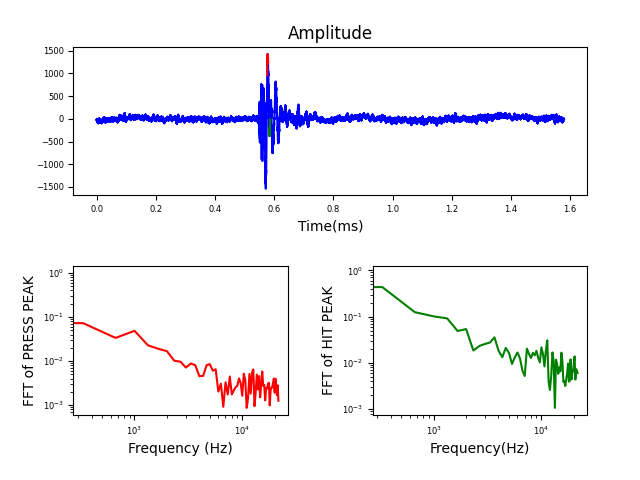 Amplitude
1500
1000
500
0
−500
−1000
−1500
0.0 0.2 0.4 0.6 0.8 1.0 1.2 1.4 1.6
Time(ms)
FFT of PRESS PEAK
10⁰
10⁻¹
10⁻²
10⁻³
10³ 10⁴
Frequency (Hz)
FFT of HIT PEAK
10⁰
10⁻¹
10⁻²
10⁻³
10³ 10⁴
Frequency(Hz)